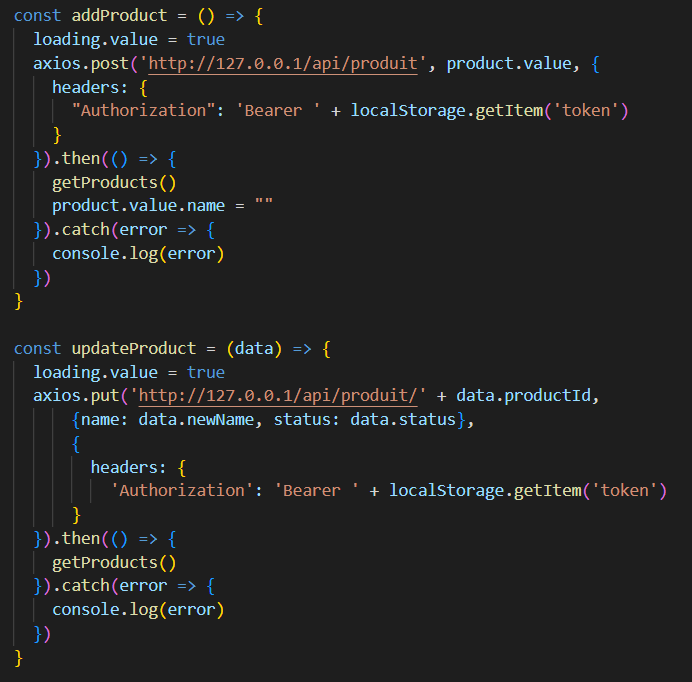 const addProduct = () => {
  loading.value = true
  axios.post('http://127.0.0.1/api/produit', product.value, {
    headers: {
      "Authorization": 'Bearer ' + localStorage.getItem('token')
    }
  }).then(() => {
    getProducts()
    product.value.name = ""
  }).catch(error => {
    console.log(error)
  })
}

const updateProduct = (data) => {
  loading.value = true
  axios.put('http://127.0.0.1/api/produit/' + data.productId,
      {name: data.newName, status: data.status},
      {
        headers: {
          'Authorization': 'Bearer ' + localStorage.getItem('token')
      }
  }).then(() => {
    getProducts()
  }).catch(error => {
    console.log(error)
  })
}